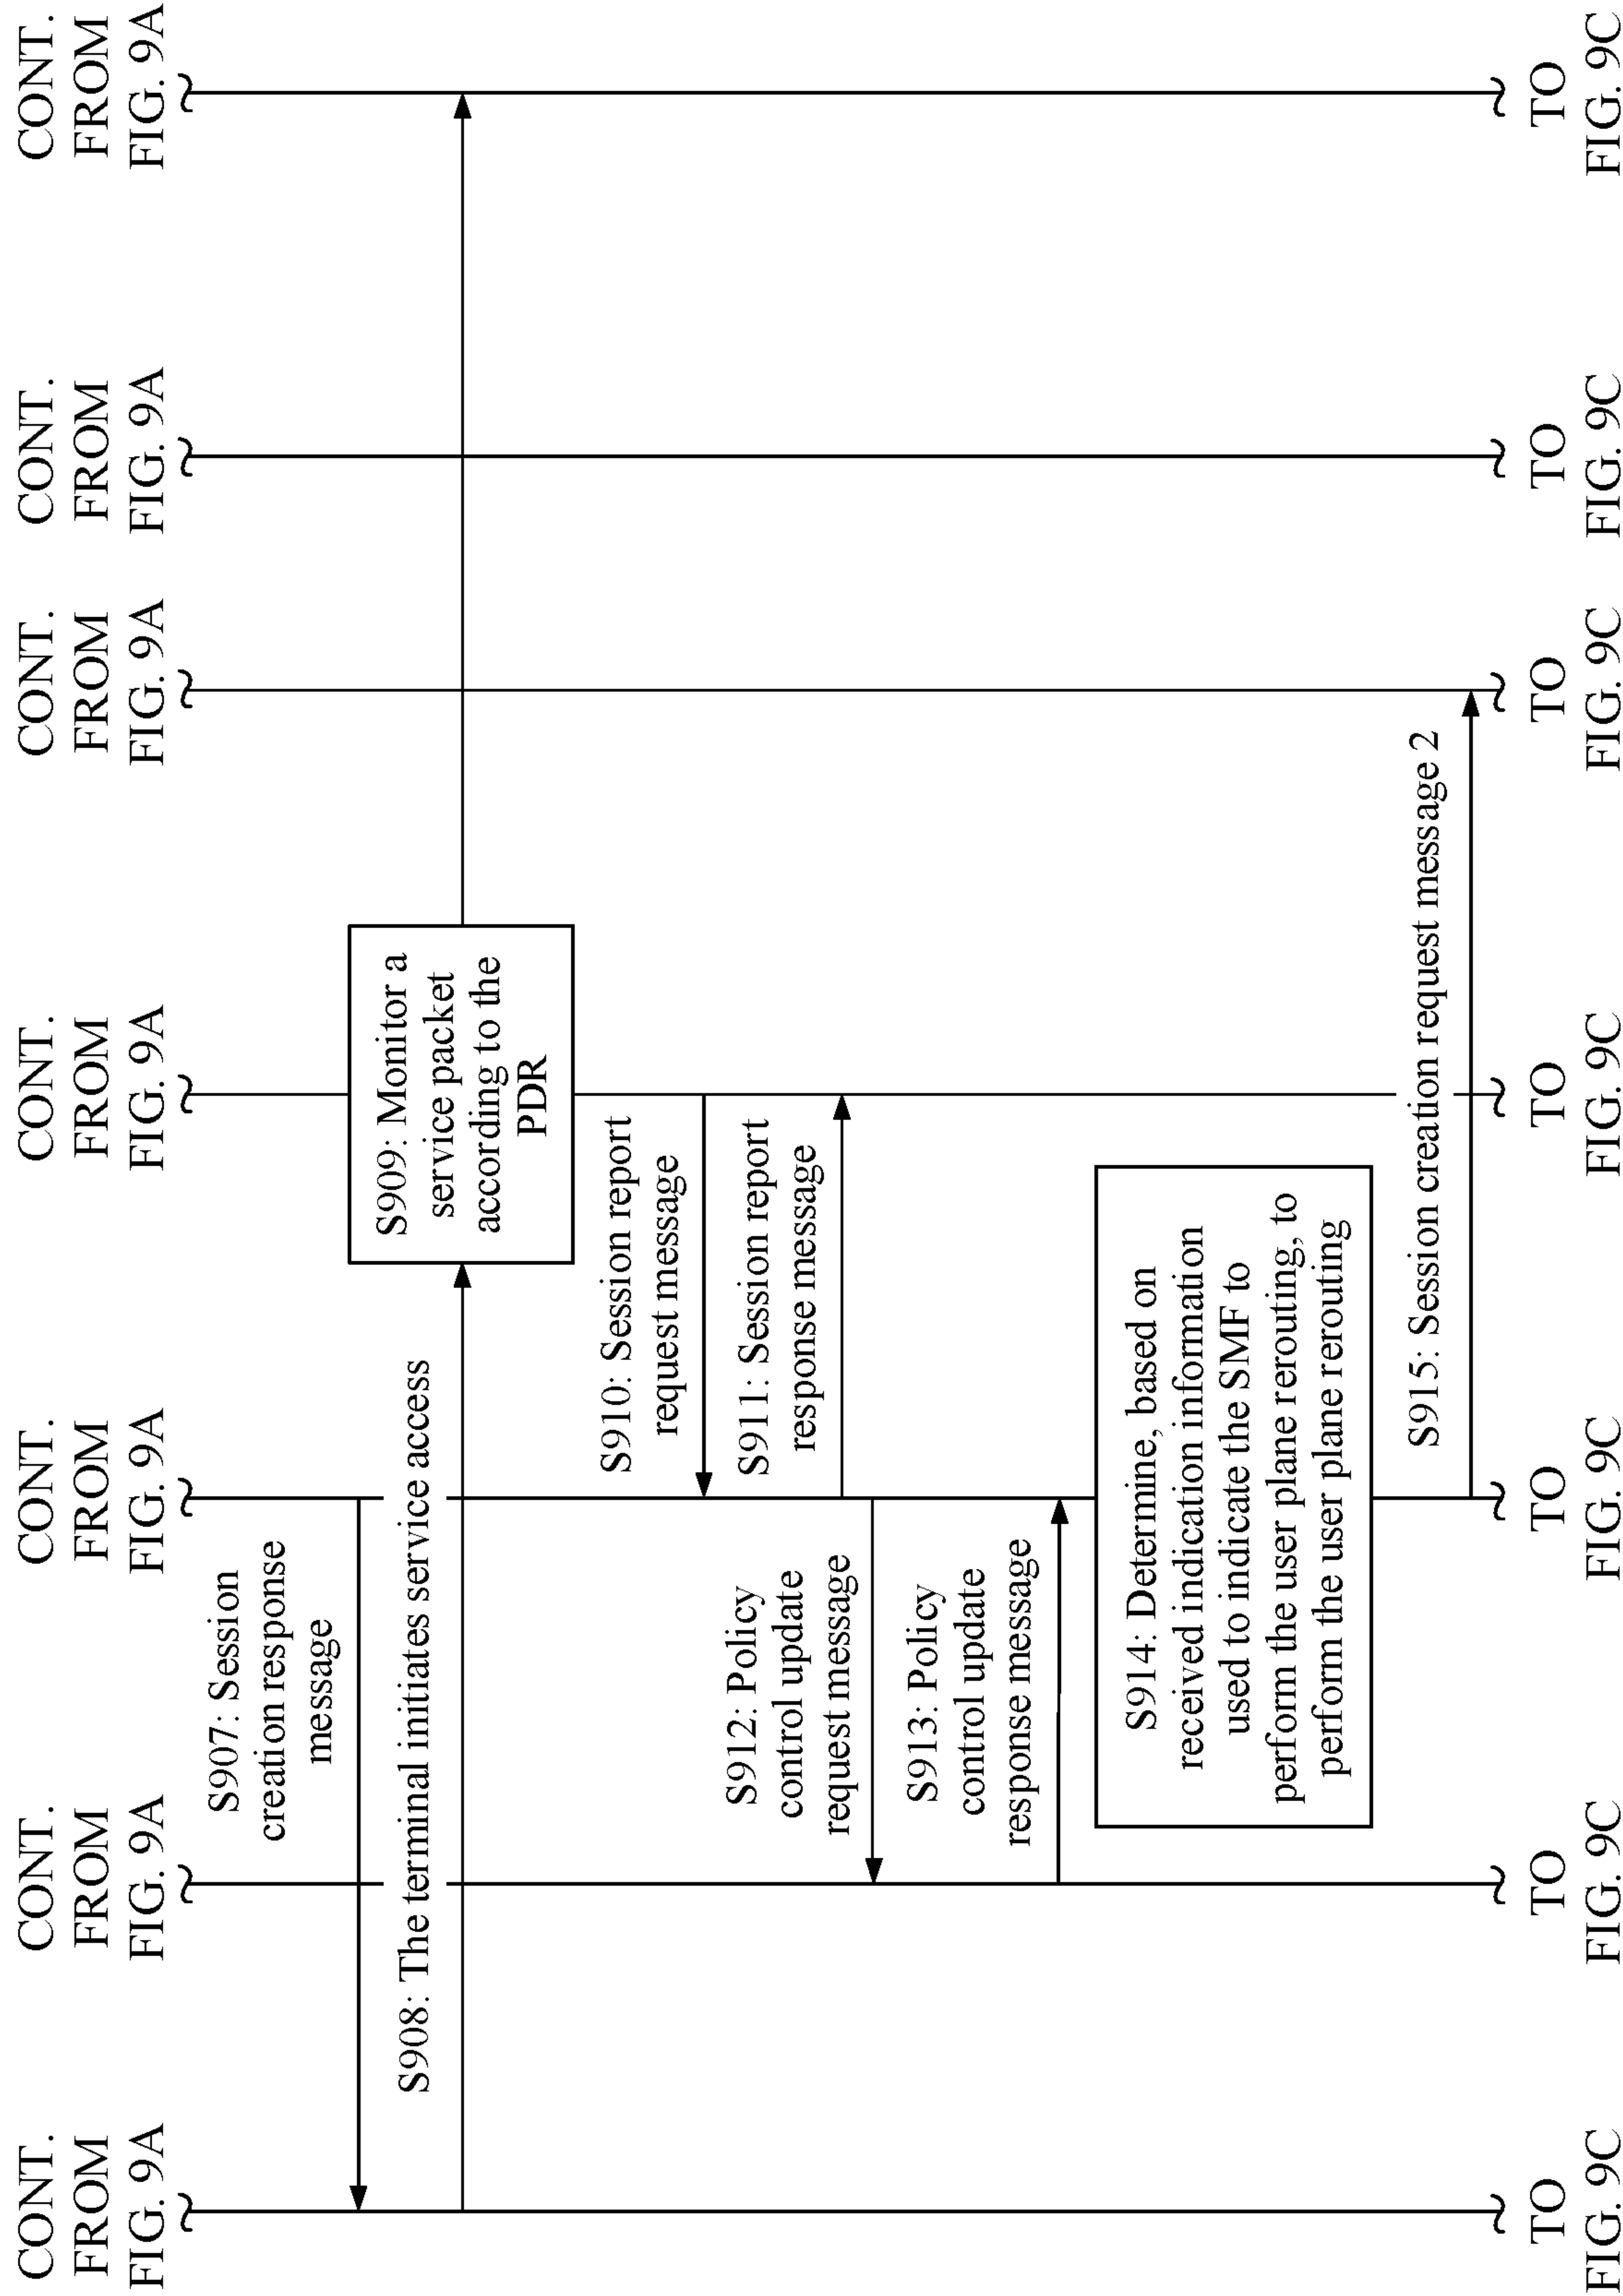 CONT.
FROM
FIG. 9A
CONT.
FROM
FIG. 9A
CONT.
FROM
FIG. 9A
CONT.
FROM
FIG. 9A
CONT.
FROM
FIG. 9A
CONT.
FROM
FIG. 9A
CONT.
FROM
FIG. 9A
S907: Session
creation response
message
S908: The terminal initiates service access
S909: Monitor a
service packet
according to the
PDR
S910: Session report
request message
S911: Session report
response message
S912: Policy
control update
request message
S913: Policy
control update
response message
S914: Determine, based on
received indication information
used to indicate the SMF to
perform the user plane rerouting, to
perform the user plane rerouting
S915: Session creation request message 2
TO
FIG. 9C
TO
FIG. 9C
TO
FIG. 9C
TO
FIG. 9C
TO
FIG. 9C
TO
FIG. 9C
TO
FIG. 9C